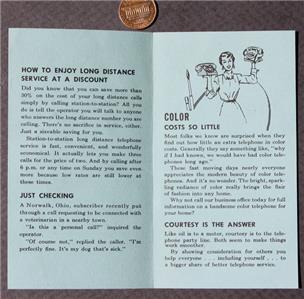 HOW TO ENJOY LONG DISTANCE
SERVICE AT A DISCOUNT
Did you know that you can save more than
30% on the cost of your long distance calls
simply by calling station-to-station? All you
do is tell the operator you will talk to anyone
who answers the long distance number you are
calling. There's no sacrifice in service, either.
Just a sizeable saving for you.
Station-to-station long distance telephone
service is fast, convenient, and wonderfully
economical. It actually lets you make three
calls for the price of two. And by calling after
6 p.m. or any time on Sunday you save even
more because low rates are still lower at
these times.
JUST CHECKING
A Norwalk, Ohio, subscriber recently put
through a call requesting to be connected with
a veterinarian in a nearby town.
"Is this a personal call?" inquired the
operator.
"Of course not," replied the caller. "I'm
perfectly fine. It's my dog that's sick."
COLOR
COSTS SO LITTLE
Most folks we know are surprised when they
find out how little an extra telephone in color
costs. Generally they say something like, "why
if I had known, we would have had color tele-
phones long ago."
These fast moving days nearly everyone
appreciates the modern beauty of color tele-
phones. And it's no wonder. The bright, spark-
ling radiance of color really brings the flair
of fashion into any home.
Why not call our business office today for full
information on a handsome color telephone for
your home?
COURTESY IS THE ANSWER
Like oil is to a motor, courtesy is to the tele-
phone party line. Both seem to make things
work smoother.
By showing consideration for others you
help everyone . . . including yourself . . . to
a bigger share of better telephone service.